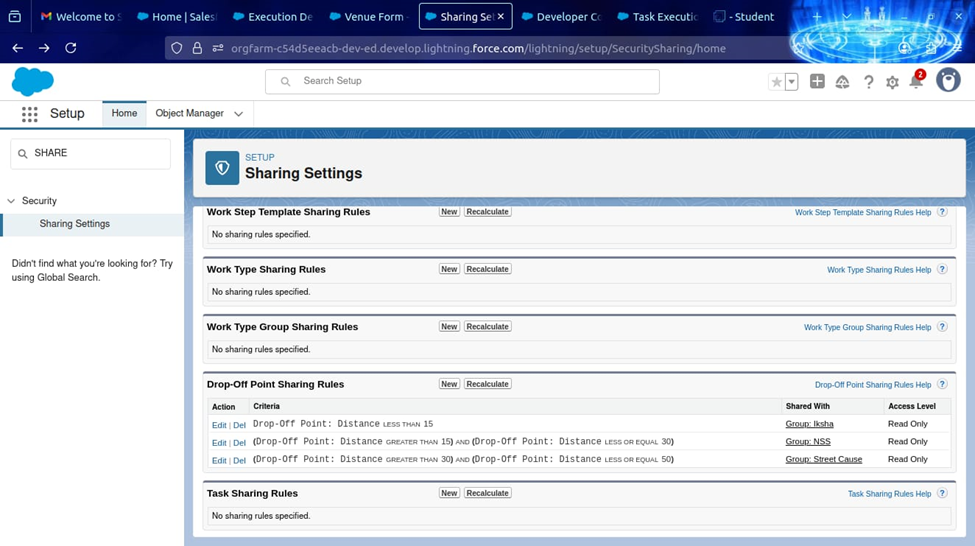 Welcome to S
Home | Sales
Execution De
Venue Form -
Sharing Se
Developer Co
Task Executio
- Student
orgfarm-c54d5eeacb-dev-ed.develop.lightning.force.com/lightning/setup/SecuritySharing/home
Search Setup
2
Setup
Home
Object Manager
SHARE
Security
Sharing Settings
Didn't find what you're looking for? Try
using Global Search.
SETUP
Sharing Settings
Work Step Template Sharing Rules New Recalculate Work Step Template Sharing Rules Help ?
No sharing rules specified.
Work Type Sharing Rules New Recalculate Work Type Sharing Rules Help ?
No sharing rules specified.
Work Type Group Sharing Rules New Recalculate Work Type Group Sharing Rules Help ?
No sharing rules specified.
Drop-Off Point Sharing Rules New Recalculate Drop-Off Point Sharing Rules Help ?
Action Criteria Shared With Access Level
Edit | Del Drop-Off Point: Distance LESS THAN 15 Group: Iksha Read Only
Edit | Del (Drop-Off Point: Distance GREATER THAN 15) AND (Drop-Off Point: Distance LESS OR EQUAL 30) Group: NSS Read Only
Edit | Del (Drop-Off Point: Distance GREATER THAN 30) AND (Drop-Off Point: Distance LESS OR EQUAL 50) Group: Street Cause Read Only
Task Sharing Rules New Recalculate Task Sharing Rules Help ?
No sharing rules specified.